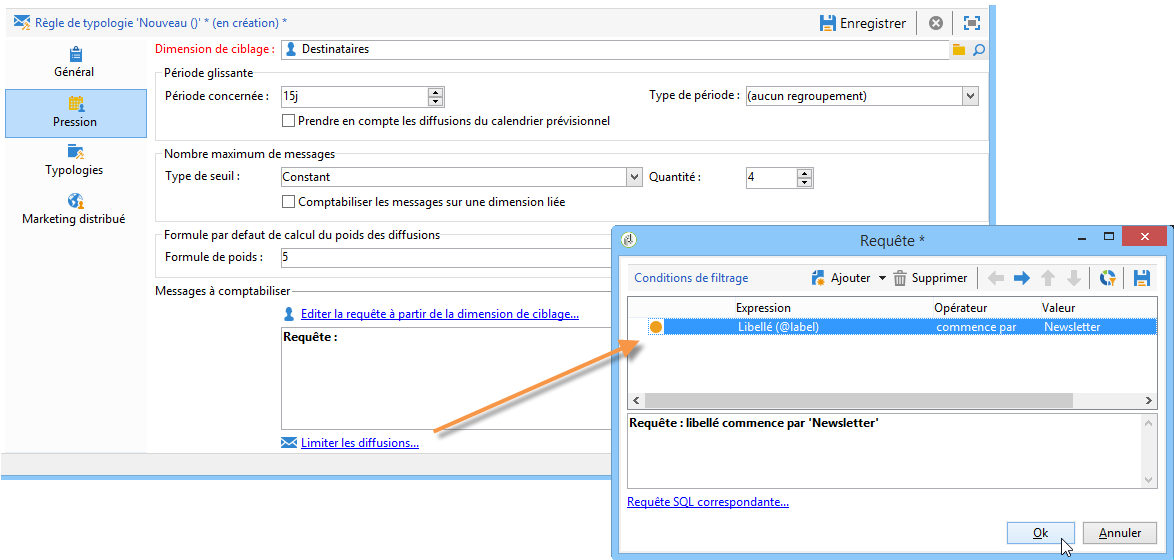 Règle de typologie 'Nouveau ()' * (en création) *
Enregistrer
Général
Pression
Typologies
Marketing distribué
Dimension de ciblage :
Destinataires
Période glissante
Période concernée :
15j
Type de période :
(aucun regroupement)
Prendre en compte les diffusions du calendrier prévisionnel
Nombre maximum de messages
Type de seuil :
Constant
Quantité :
4
Comptabiliser les messages sur une dimension liée
Formule par defaut de calcul du poids des diffusions
Formule de poids :
5
Messages à comptabiliser
Editer la requête à partir de la dimension de ciblage...
Requête :
Limiter les diffusions...
Requête *
Conditions de filtrage
Ajouter
Supprimer
Expression Opérateur Valeur
Libellé (@label) commence par Newsletter
Requête : libellé commence par 'Newsletter'
Requête SQL correspondante...
Ok
Annuler